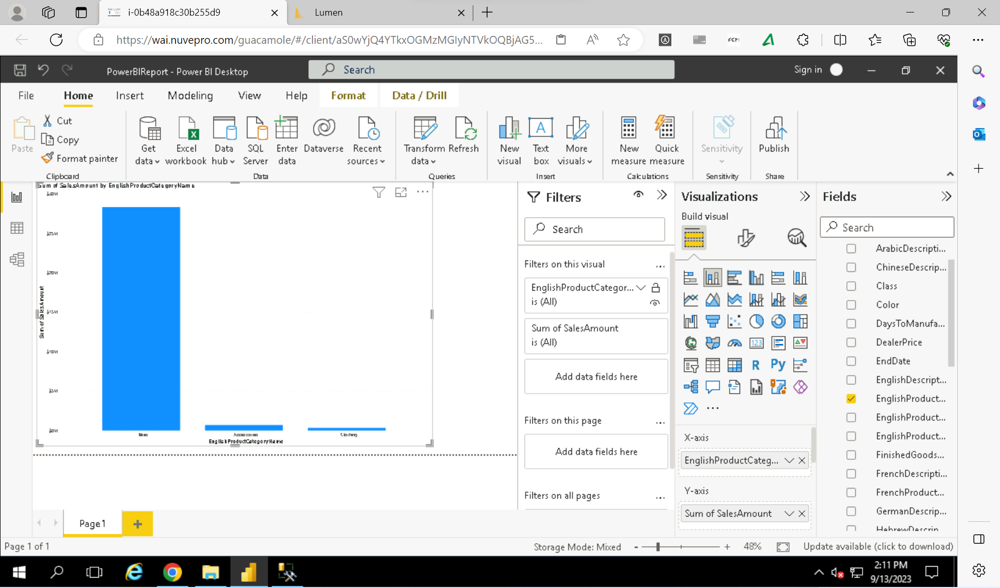 i-0b48a918c30b255d9
Lumen
https://wai.nuvepro.com/guacamole/#/client/aS0wYjQ4YTkxOGMzMGIyNTVkOQBjAG5...
FCM
PowerBIReport - Power BI Desktop
Search
Sign in
File
Home
Insert
Modeling
View
Help
Format
Data / Drill
Paste
Cut
Copy
Format painter
Clipboard
Get data
Excel workbook
Data hub
SQL Server
Enter data
Dataverse
Recent sources
Data
Transform data
Refresh
Queries
New visual
Text box
More visuals
Insert
New measure
Quick measure
Calculations
Sensitivity
Sensitivity
Publish
Share
Sum of SalesAmount by EnglishProductCategoryName
$30M
$25M
$20M
$15M
$10M
$5M
$0M
Sum of SalesAmount
Bikes
Accessories
Clothing
EnglishProductCategoryName
Filters
Search
Filters on this visual
...
EnglishProductCategor...
is (All)
Sum of SalesAmount
is (All)
Add data fields here
Filters on this page
...
Add data fields here
Filters on all pages
...
Visualizations
Build visual
123
R
Py
...
X-axis
EnglishProductCateg...
Y-axis
Sum of SalesAmount
Fields
Search
ArabicDescripti...
ChineseDescrip...
Class
Color
DaysToManufa...
DealerPrice
EndDate
EnglishDescript...
EnglishProduct...
EnglishProduct...
EnglishProduct...
FinishedGoods...
FrenchDescripti...
FrenchProduct...
GermanDescrip...
HebrewDescrip
Page 1
Page 1 of 1
Storage Mode: Mixed
- +
48%
Update available (click to download)
2:11 PM
9/13/2023